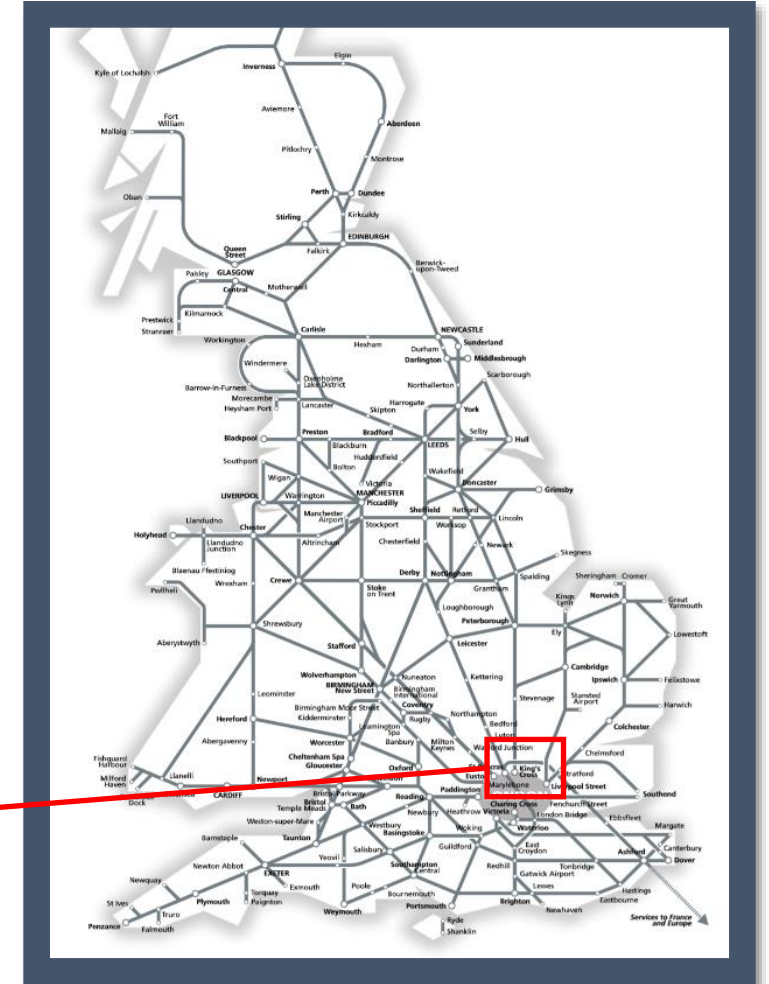 Elgin
Inverness
Kyle of Lochalsh
Aviemore
Fort
William
Mallaig
Aberdeen
Pitlochry
Montrose
Perth
Dundee
Oban
Stirling
Kirkcaldy
EDINBURGH
Queen
Street
Falkirk
Berwick-
upon-Tweed
Paisley
GLASGOW
Central
Motherwell
Kilmarnock
Prestwick
Stranraer
Carlisle
NEWCASTLE
Workington
Hexham
Sunderland
Durham
Darlington
Middlesbrough
Windermere
Scarborough
Oxenholme
Lake District
Barrow-in-Furness
Northallerton
Morecambe
Heysham Port
Lancaster
Harrogate
Skipton
York
Blackpool
Preston
Bradford
Selby
Hull
Blackburn
LEEDS
Huddersfield
Southport
Bolton
Wakefield
Wigan
Victoria
Doncaster
MANCHESTER
Piccadilly
Grimsby
LIVERPOOL
Warrington
Manchester
Airport
Sheffield
Retford
Lincoln
Llandudno
Chester
Stockport
Worksop
Holyhead
Llandudno
Junction
Altrincham
Chesterfield
Newark
Skegness
Blaenau Ffestiniog
Derby
Nottingham
Spalding
Sheringham
Cromer
Pwllheli
Wrexham
Crewe
Stoke
on Trent
Grantham
Kings
Lynn
Norwich
Great
Yarmouth
Loughborough
Aberystwyth
Shrewsbury
Peterborough
Ely
Lowestoft
Stafford
Leicester
Wolverhampton
Nuneaton
Kettering
Cambridge
BIRMINGHAM
New Street
Birmingham
International
Ipswich
Felixstowe
Leominster
Stevenage
Stansted
Airport
Birmingham Moor Street
Coventry
Harwich
Kidderminster
Rugby
Northampton
Hereford
Leamington
Spa
Bedford
Colchester
Abergavenny
Worcester
Banbury
Milton
Keynes
Luton
Watford Junction
Chelmsford
Cheltenham Spa
Gloucester
Oxford
Euston
King's
Cross
Stratford
Fishguard
Harbour
Milford
Haven
Dock
Llanelli
CARDIFF
Newport
Marylebone
Liverpool Street
Southend
Bristol Parkway
Paddington
Reading
Charing Cross
Fenchurch Street
Bristol
Temple Meads
Bath
Newbury
Heathrow
Victoria
London Bridge
Ebbsfleet
Weston-super-Mare
Westbury
Basingstoke
Waterloo
Margate
Barnstaple
Taunton
Woking
East
Croydon
Canterbury
Yeovil
Salisbury
Guildford
Ashford
Dover
Newton Abbot
EXETER
Southampton
Central
Redhill
Tonbridge
Gatwick Airport
Newquay
Exmouth
Poole
Lewes
Hastings
St Ives
Plymouth
Torquay
Paignton
Bournemouth
Portsmouth
Brighton
Eastbourne
Truro
Weymouth
Newhaven
Penzance
Falmouth
Ryde
Shanklin
Services to France
and Europe